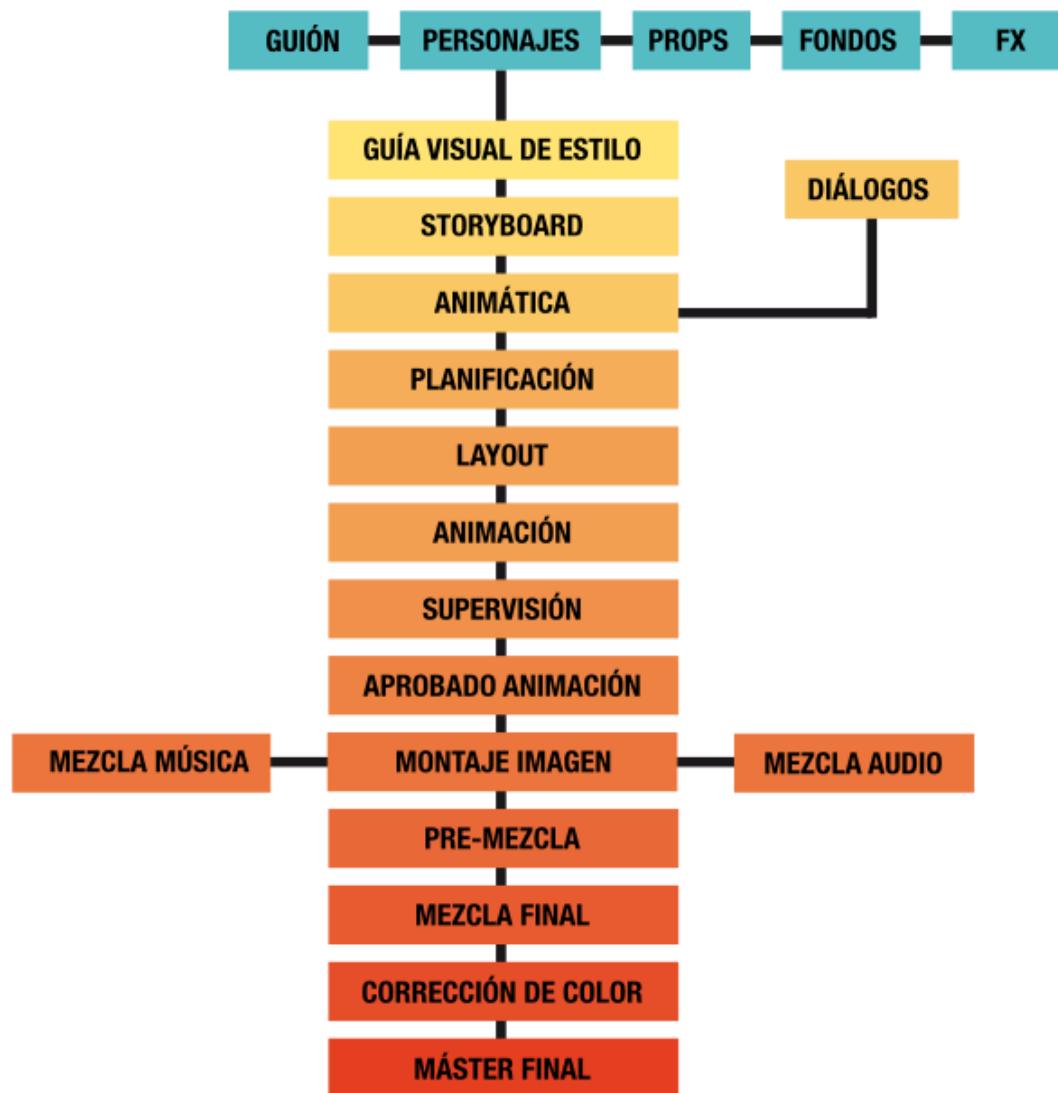 GUIÓN
PERSONAJES
PROPS
FONDOS
FX
GUÍA VISUAL DE ESTILO
DIÁLOGOS
STORYBOARD
ANIMÁTICA
PLANIFICACIÓN
LAYOUT
ANIMACIÓN
SUPERVISIÓN
APROBADO ANIMACIÓN
MEZCLA MÚSICA
MONTAJE IMAGEN
MEZCLA AUDIO
PRE-MEZCLA
MEZCLA FINAL
CORRECCIÓN DE COLOR
MÁSTER FINAL